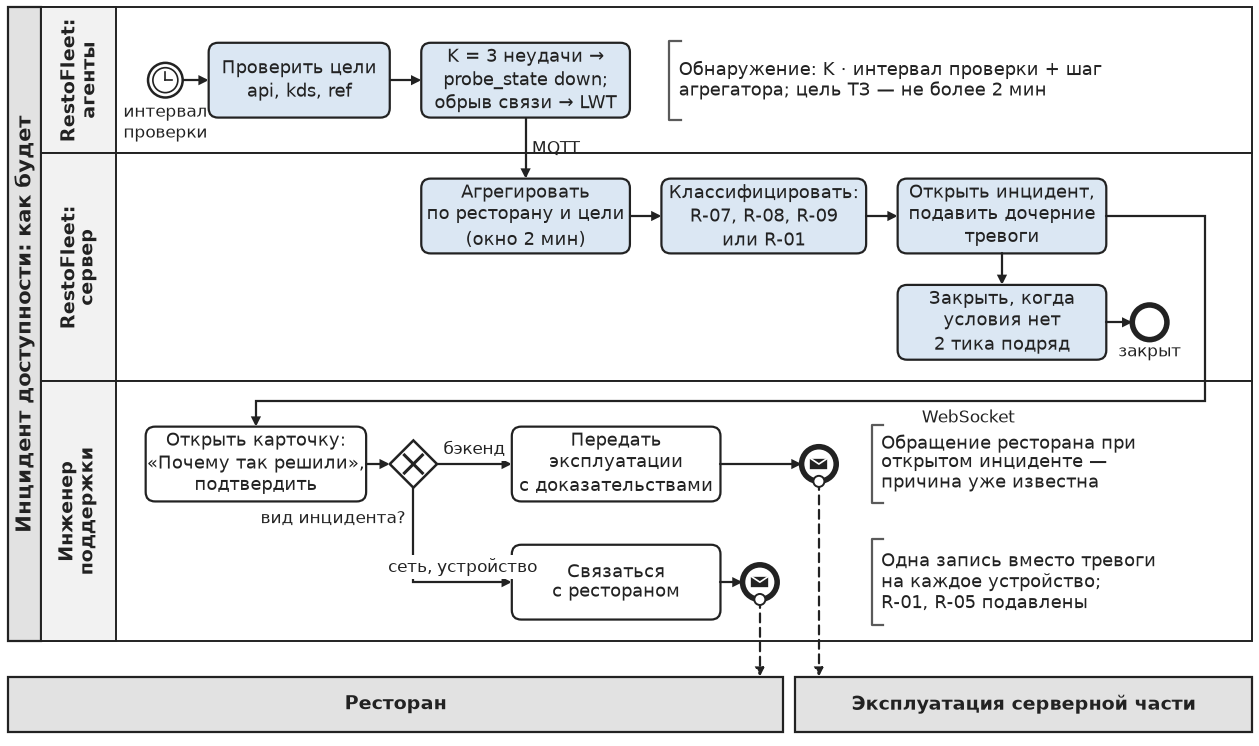 Инцидент доступности: как будет
RestoFleet:
агенты
интервал
проверки
Проверить цели
api, kds, ref
K = 3 неудачи →
probe_state down;
обрыв связи → LWT
Обнаружение: K · интервал проверки + шаг
агрегатора; цель ТЗ — не более 2 мин
MQTT
RestoFleet:
сервер
Агрегировать
по ресторану и цели
(окно 2 мин)
Классифицировать:
R-07, R-08, R-09
или R-01
Открыть инцидент,
подавить дочерние
тревоги
Закрыть, когда
условия нет
2 тика подряд
закрыт
Инженер
поддержки
WebSocket
Открыть карточку:
«Почему так решили»,
подтвердить
вид инцидента?
бэкенд
Передать
эксплуатации
с доказательствами
Обращение ресторана при
открытом инциденте —
причина уже известна
сеть, устройство
Связаться
с рестораном
Одна запись вместо тревоги
на каждое устройство;
R-01, R-05 подавлены
Ресторан
Эксплуатация серверной части